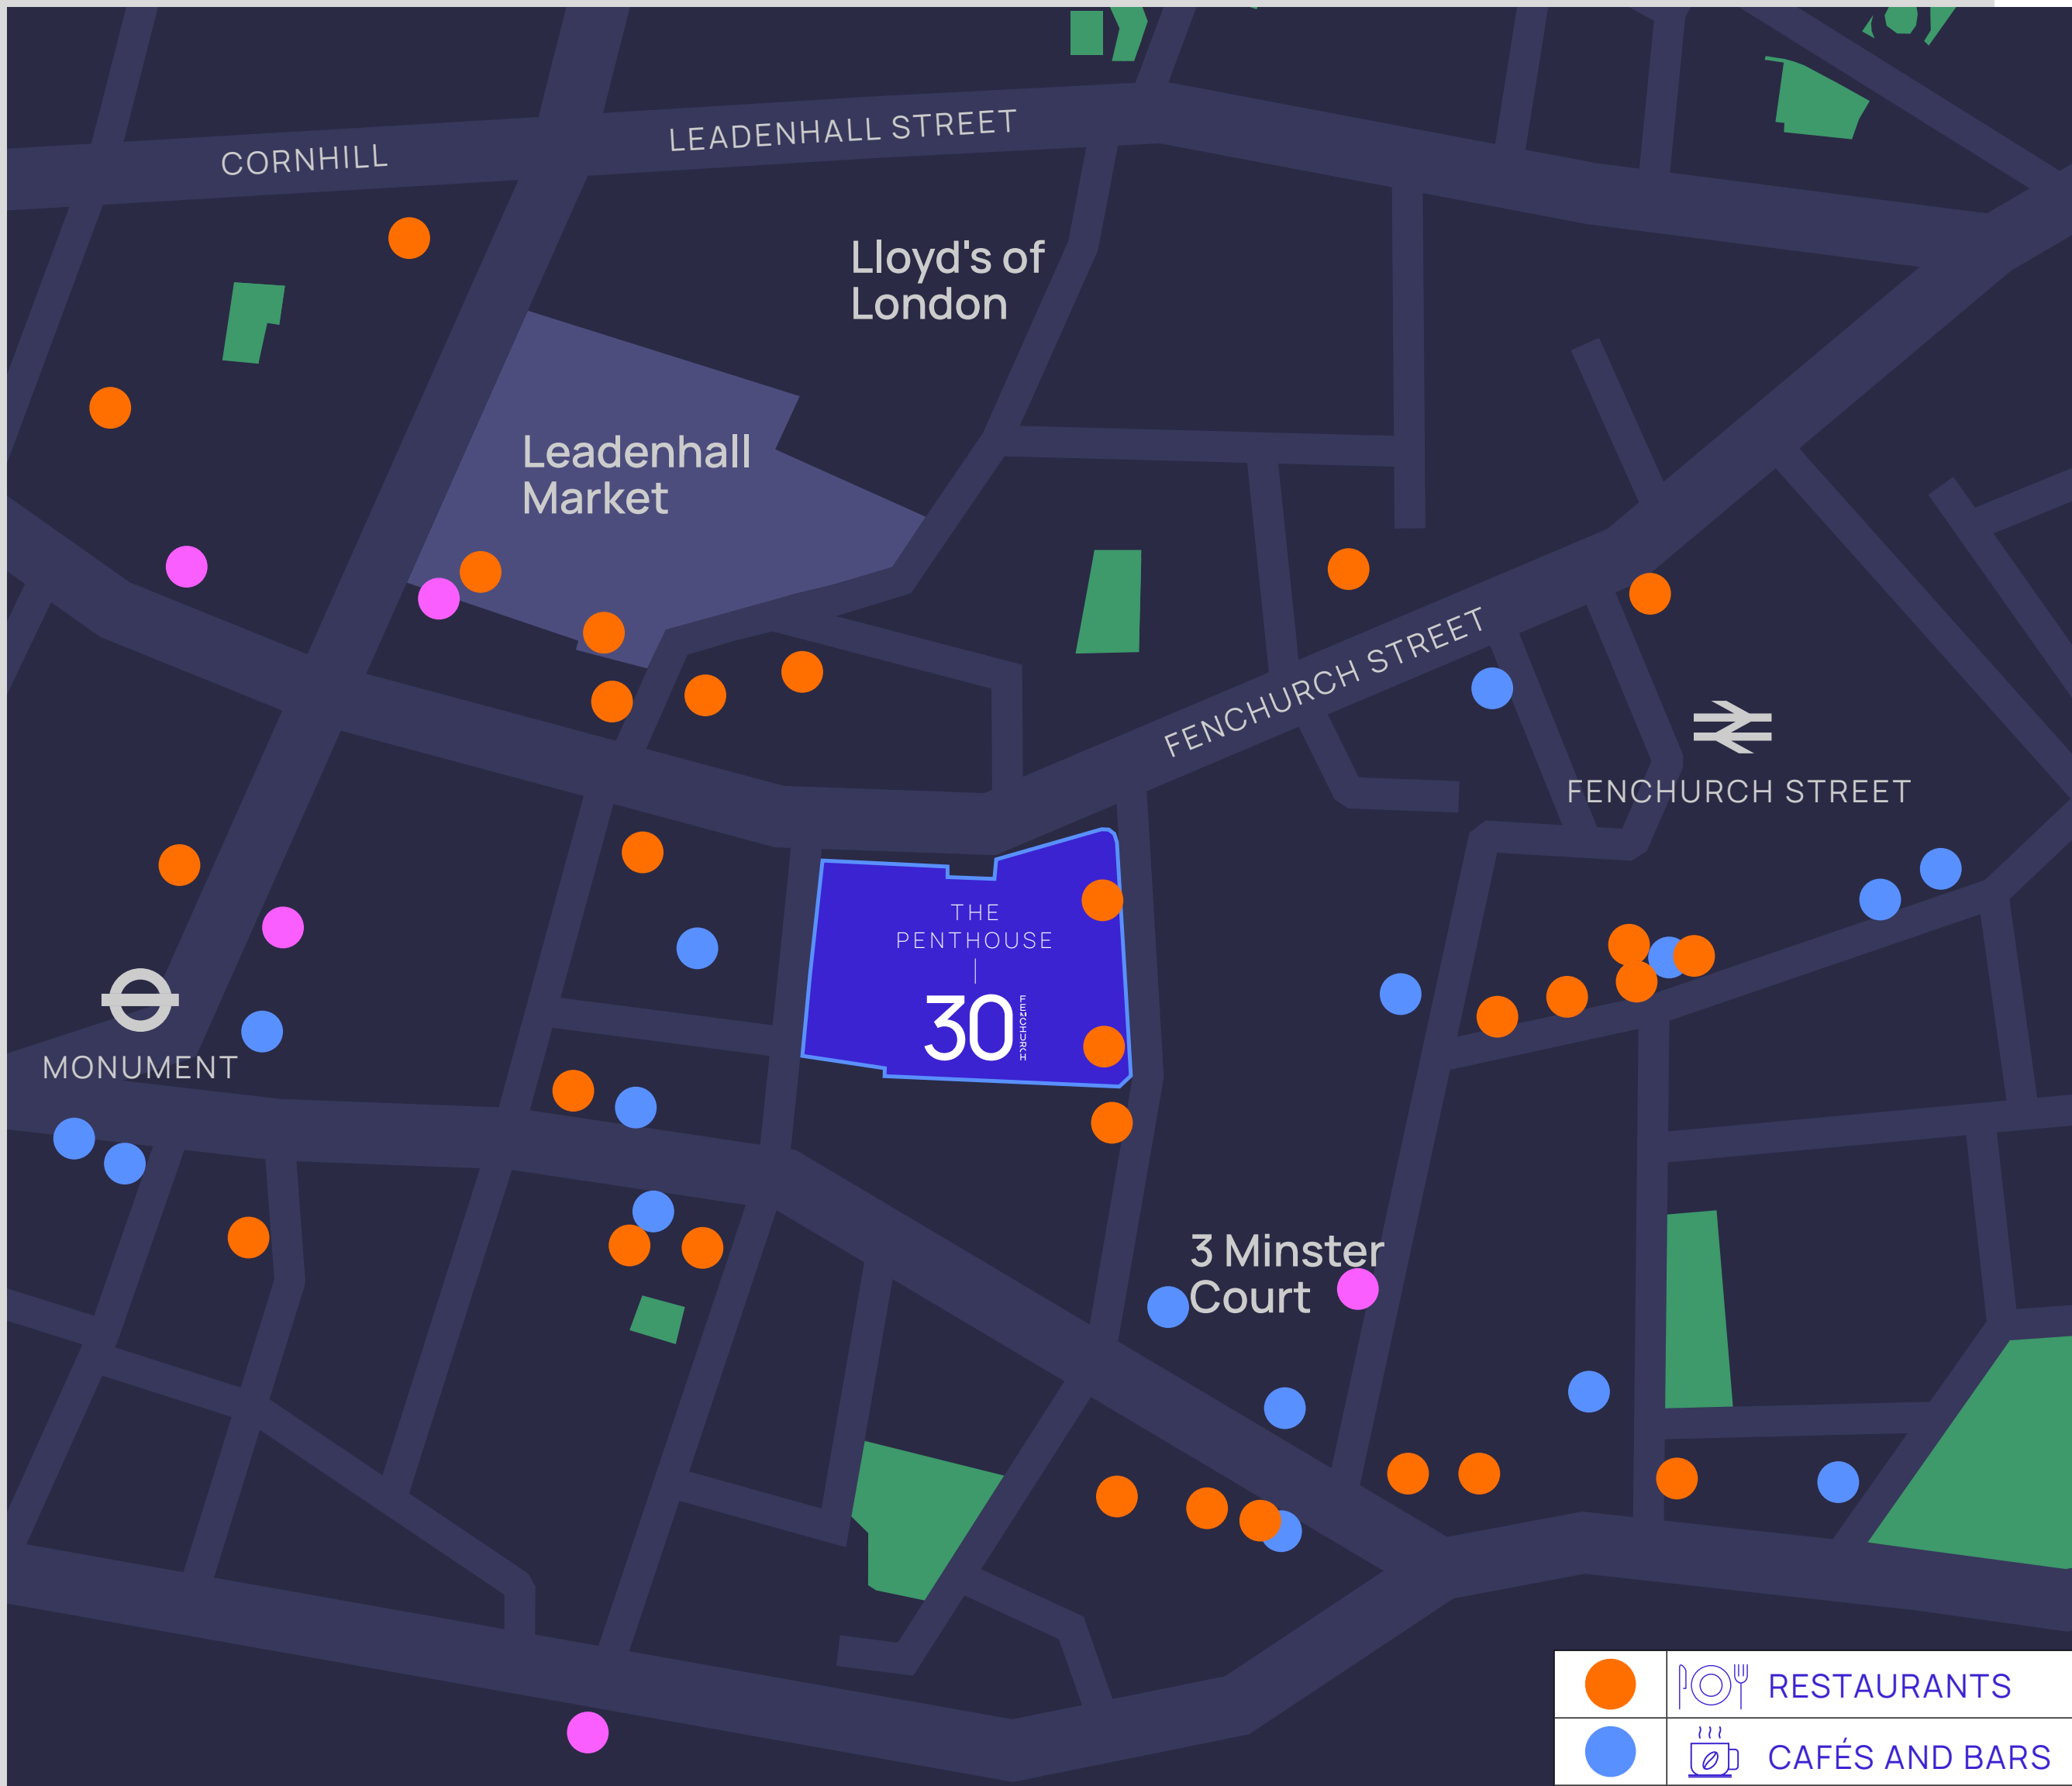 CORNHILL
LEADENHALL STREET
Lloyd's of
London
Leadenhall
Market
FENCHURCH STREET
FENCHURCH STREET
THE
PENTHOUSE
30
FENCHURCH
MONUMENT
3 Minster
Court
RESTAURANTS
CAFÉS AND BARS